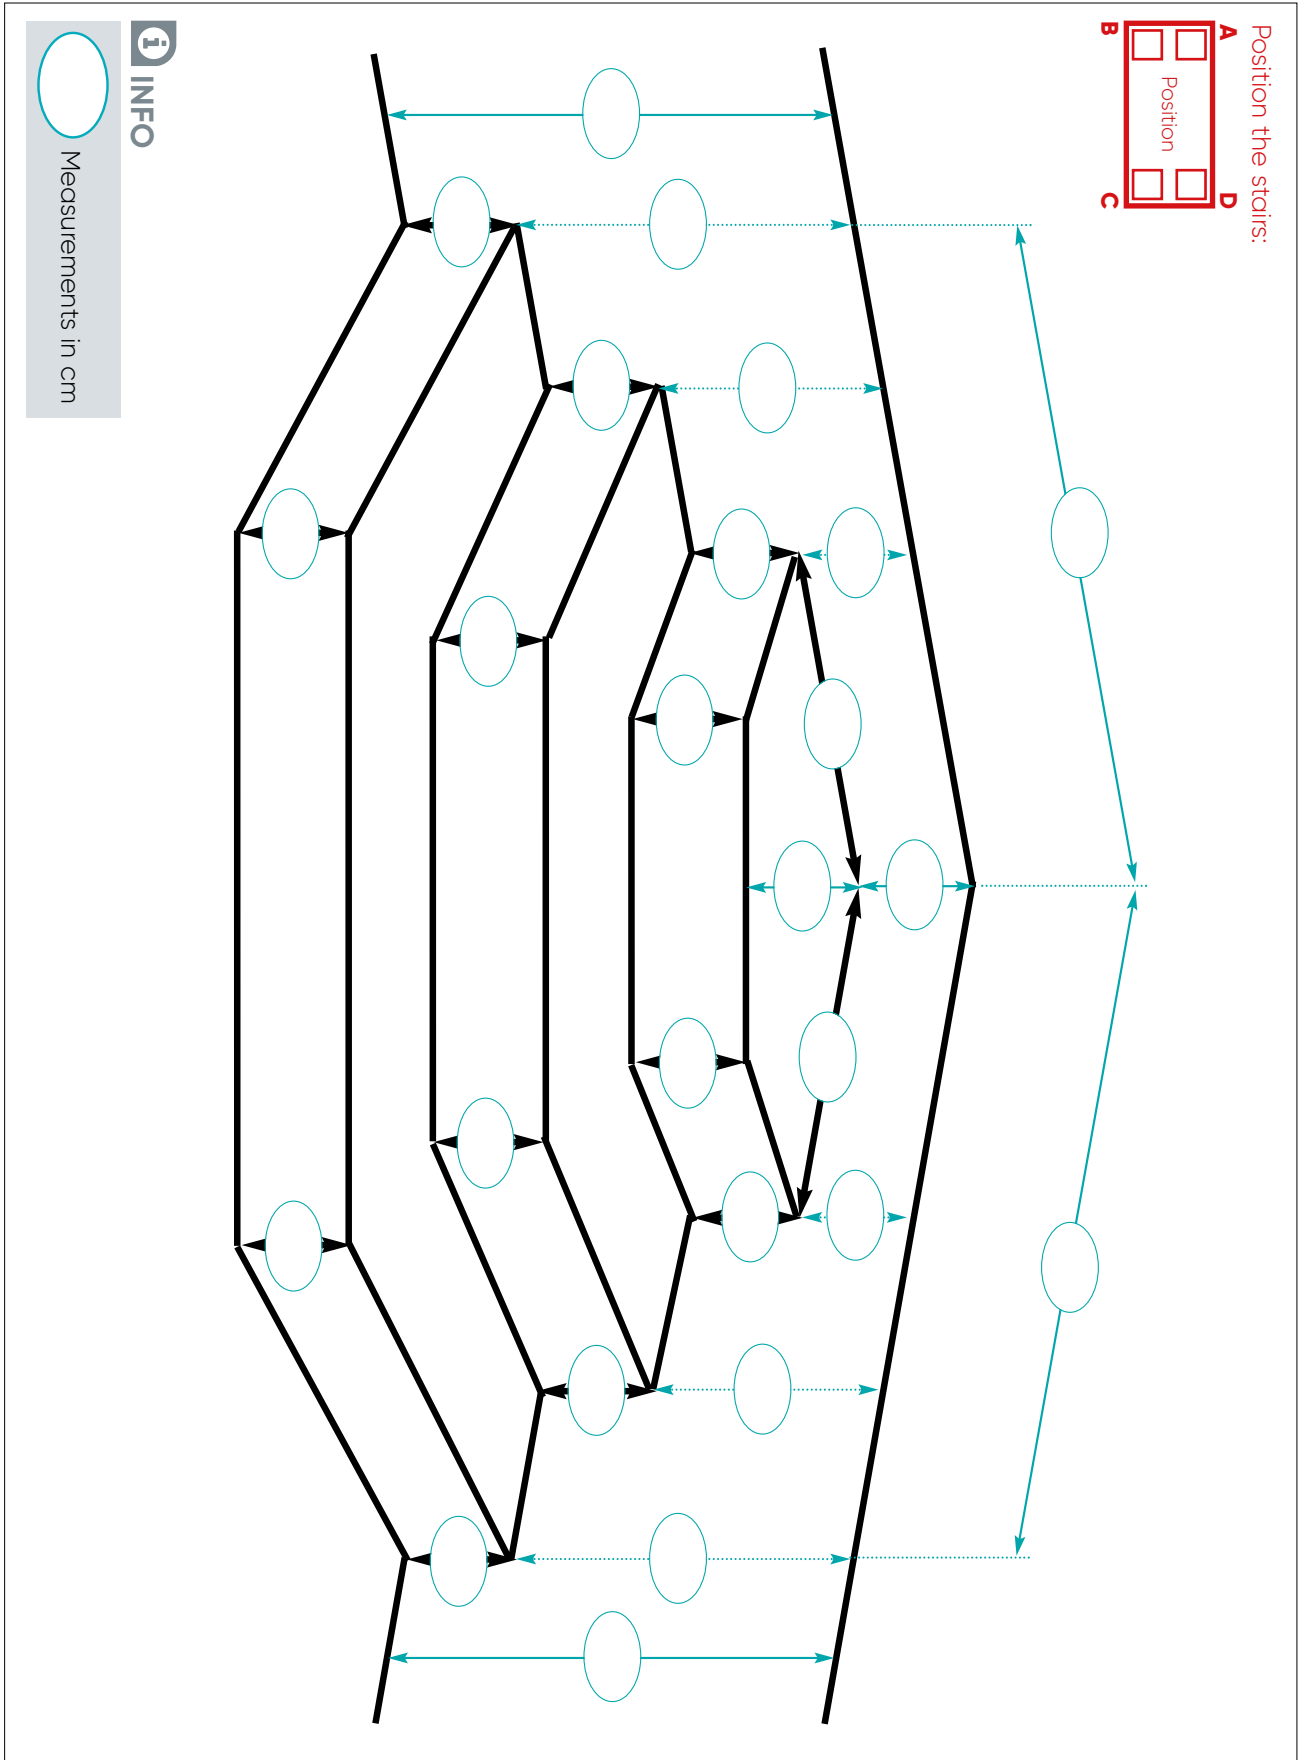 Position the stairs:
A
D
Position
B
C
i INFO
Measurements in cm